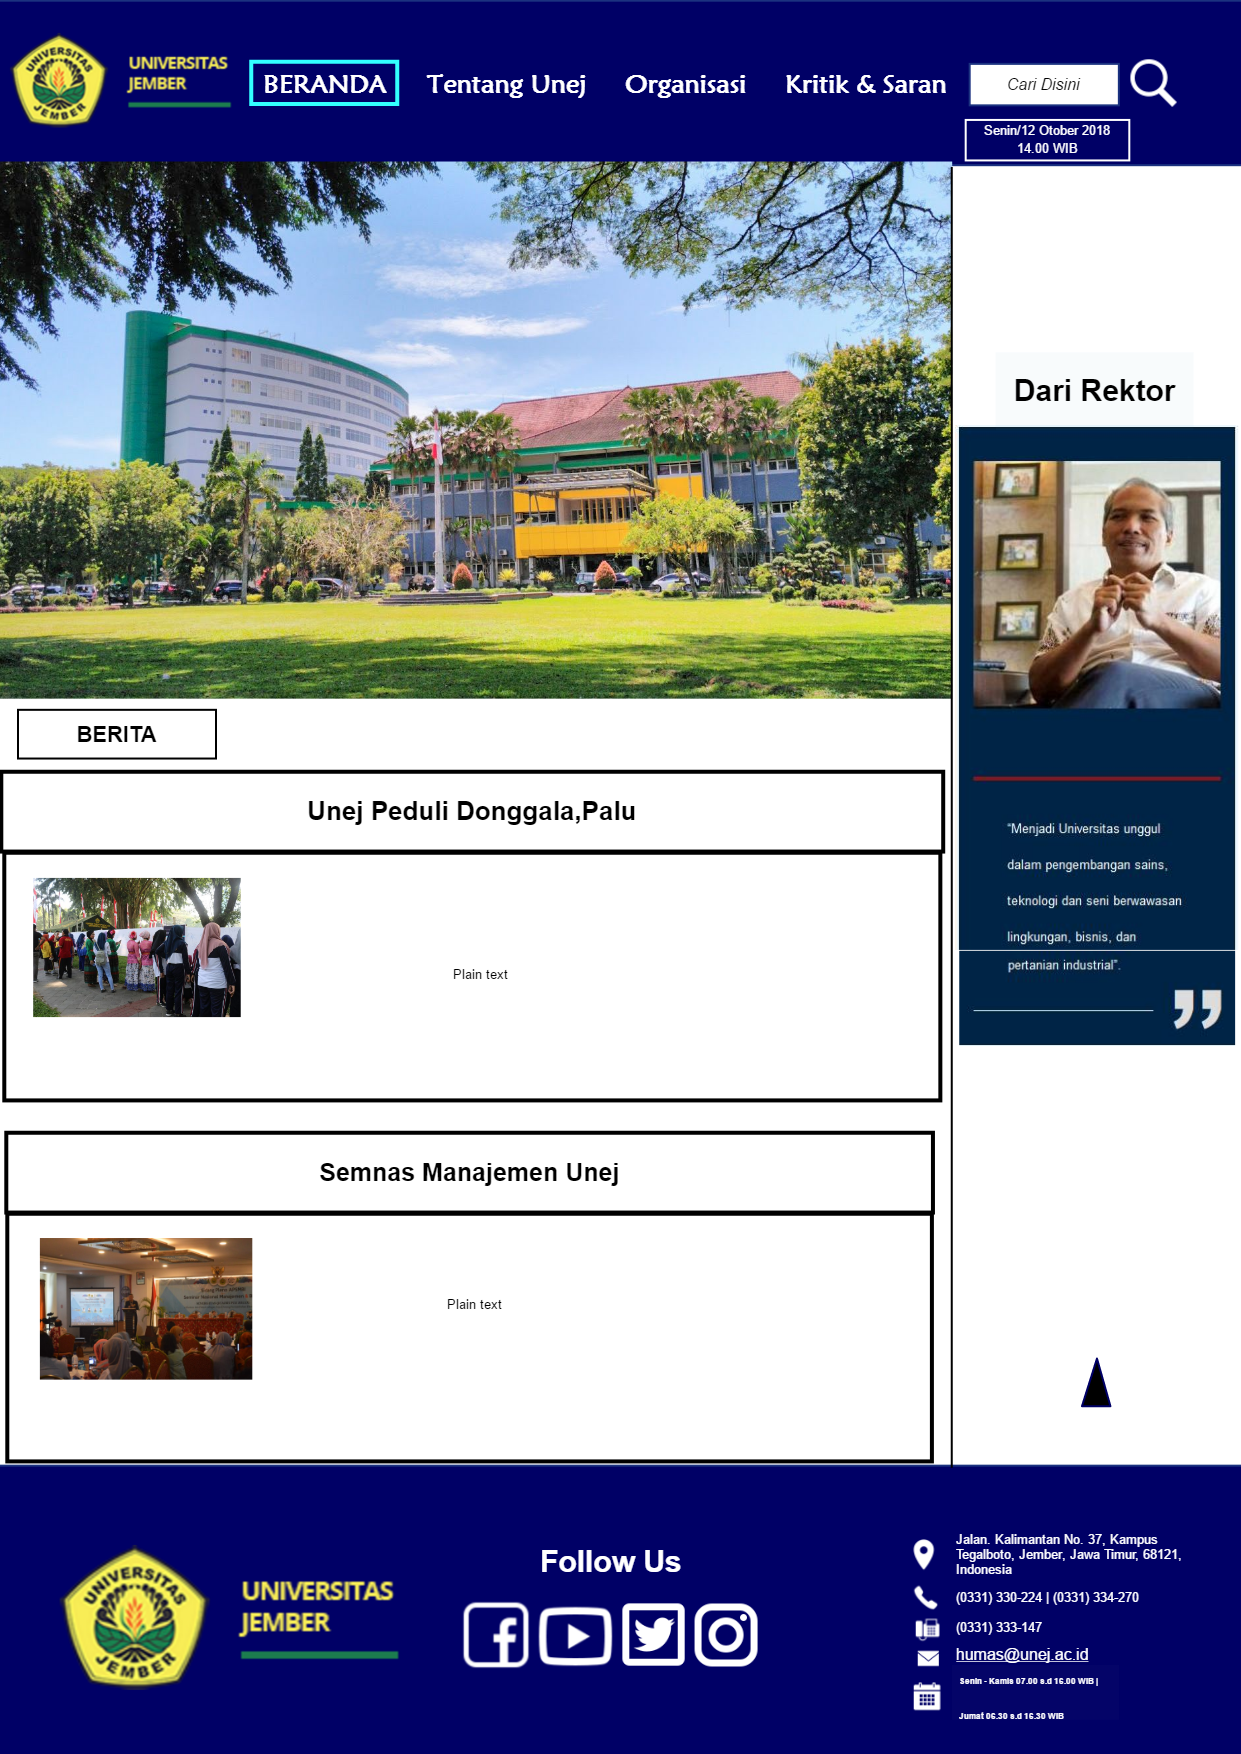 UNIVERSITAS
JEMBER
UNIVERSITAS
JEMBER
BERANDA
Tentang Unej
Organisasi
Kritik & Saran
Cari Disini
Senin/12 Otober 2018
14.00 WIB
Dari Rektor
“Menjadi Universitas unggul
dalam pengembangan sains,
teknologi dan seni berwawasan
lingkungan, bisnis, dan
pertanian industrial”.
BERITA
Unej Peduli Donggala,Palu
Plain text
Semnas Manajemen Unej
Plain text
UNIVERSITAS
JEMBER
UNIVERSITAS
JEMBER
Follow Us
Jalan. Kalimantan No. 37, Kampus
Tegalboto, Jember, Jawa Timur, 68121,
Indonesia
(0331) 330-224 | (0331) 334-270
(0331) 333-147
humas@unej.ac.id
Senin - Kamis 07.00 s.d 16.00 WIB |
Jumat 06.30 s.d 16.30 WIB